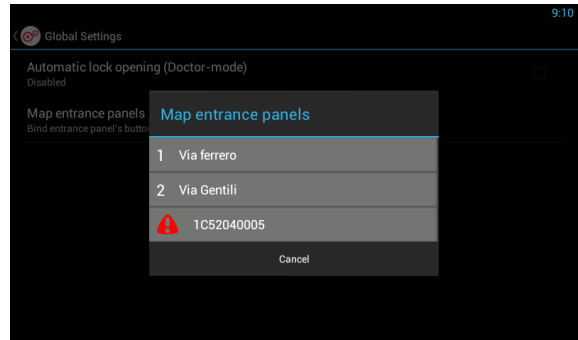 9:10
Global Settings
Automatic lock opening (Doctor-mode)
Disabled
Map entrance panels
Bind entrance panel's butto
Map entrance panels
1 Via ferrero
2 Via Gentili
1C52040005
Cancel